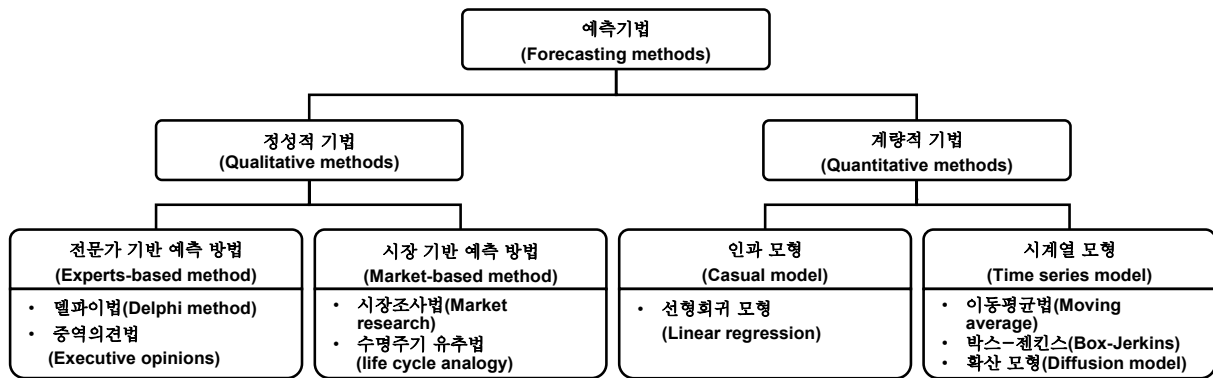 예측기법
(Forecasting methods)
정성적 기법
(Qualitative methods)
계량적 기법
(Quantitative methods)
전문가 기반 예측 방법
(Experts-based method)
• 델파이법(Delphi method)
• 중역의견법
(Executive opinions)
시장 기반 예측 방법
(Market-based method)
• 시장조사법(Market
research)
• 수명주기 유추법
(life cycle analogy)
인과 모형
(Casual model)
• 선형회귀 모형
(Linear regression)
시계열 모형
(Time series model)
• 이동평균법(Moving
average)
• 박스-젠킨스(Box-Jerkins)
• 확산 모형(Diffusion model)